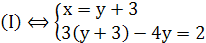 (I) ⇔ {x = y + 3
3(y + 3) − 4y = 2